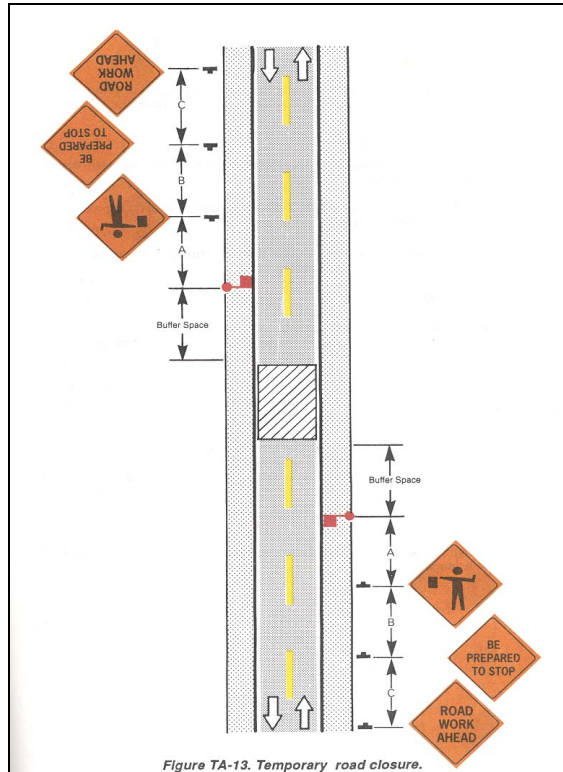 ROAD
WORK
AHEAD
C
BE
PREPARED
TO STOP
B
A
Buffer Space
Buffer Space
A
B
BE
PREPARED
TO STOP
C
ROAD
WORK
AHEAD
Figure TA-13. Temporary road closure.